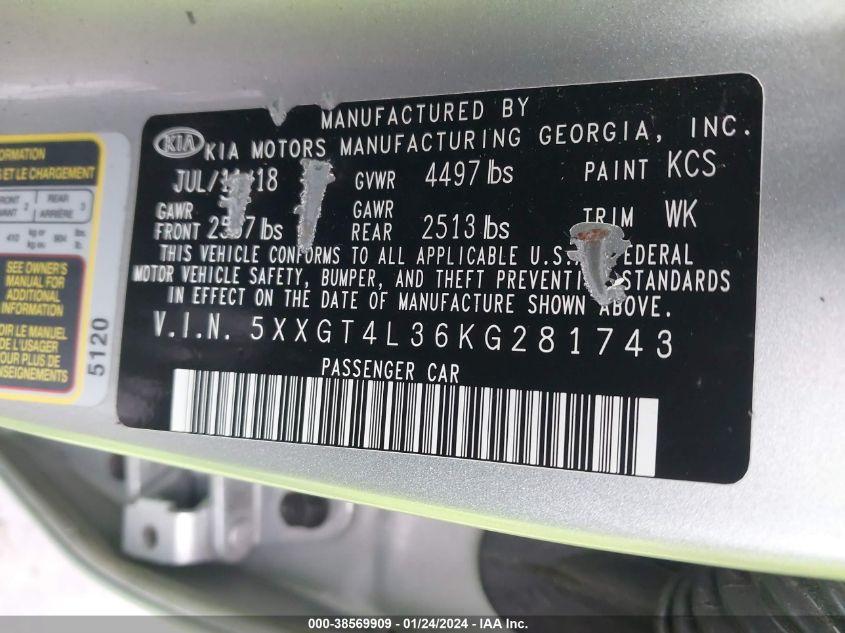 MANUFACTURED BY
KIA KIA MOTORS MANUFACTURING GEORGIA, INC.
GVWR 4497 lbs PAINT KCS
GAWR GAWR
FRONT REAR 2513 lbs TRIM WK
THIS VEHICLE CONFORMS TO ALL APPLICABLE U.S. FEDERAL
MOTOR VEHICLE SAFETY, BUMPER, AND THEFT PREVENTION STANDARDS
IN EFFECT ON THE DATE OF MANUFACTURE SHOWN ABOVE.
V.I.N. 5XXGT4L36KG281743
PASSENGER CAR
SEE OWNER'S
MANUAL FOR
ADDITIONAL
INFORMATION
5120
000-38569909 - 01/24/2024 - IAA Inc.